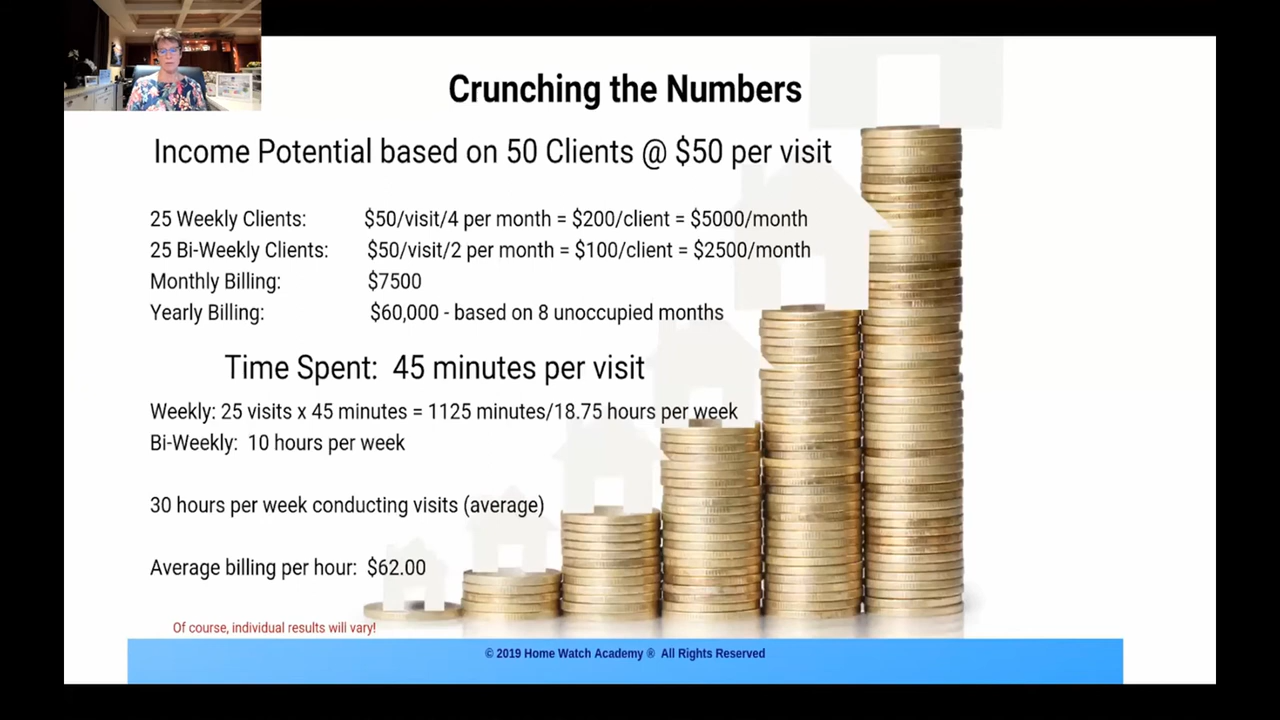 Crunching the Numbers
Income Potential based on 50 Clients @ $50 per visit
25 Weekly Clients: $50/visit/4 per month = $200/client = $5000/month
25 Bi-Weekly Clients: $50/visit/2 per month = $100/client = $2500/month
Monthly Billing: $7500
Yearly Billing: $60,000 - based on 8 unoccupied months
Time Spent: 45 minutes per visit
Weekly: 25 visits x 45 minutes = 1125 minutes/18.75 hours per week
Bi-Weekly: 10 hours per week
30 hours per week conducting visits (average)
Average billing per hour: $62.00
Of course, individual results will vary!
© 2019 Home Watch Academy ® All Rights Reserved